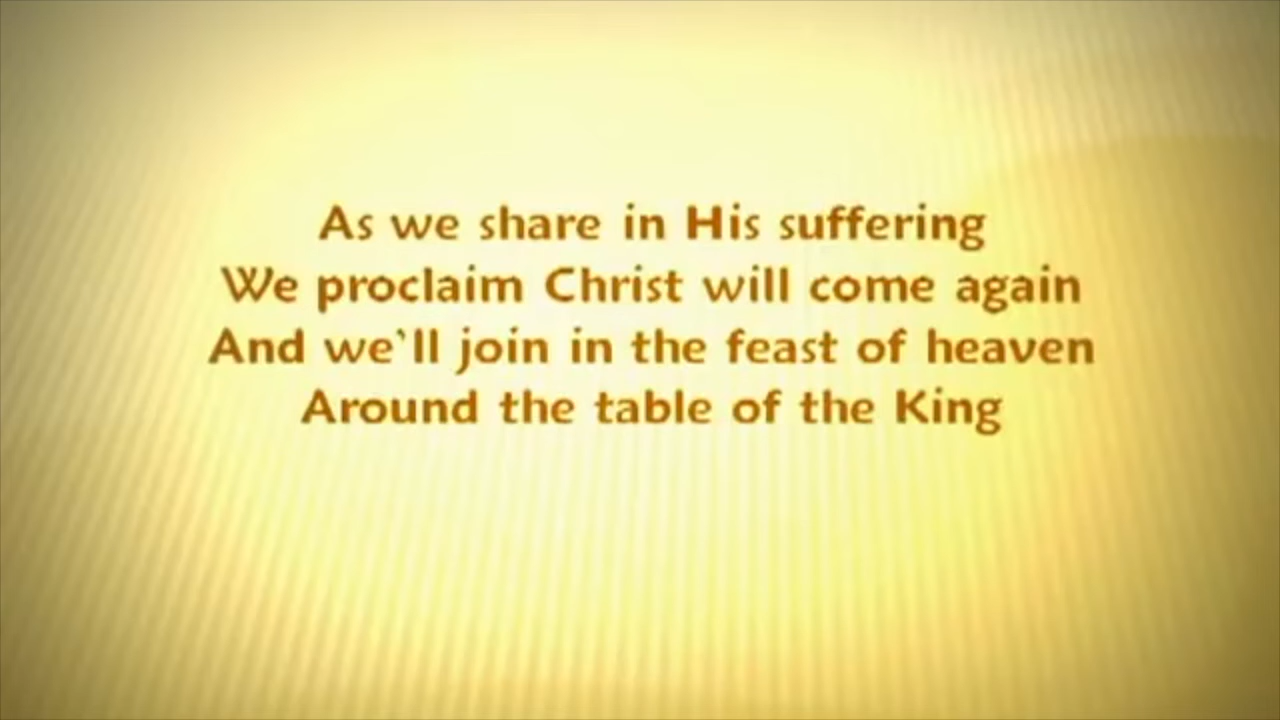 As we share in His suffering
We proclaim Christ will come again
And we`ll join in the feast of heaven
Around the table of the King